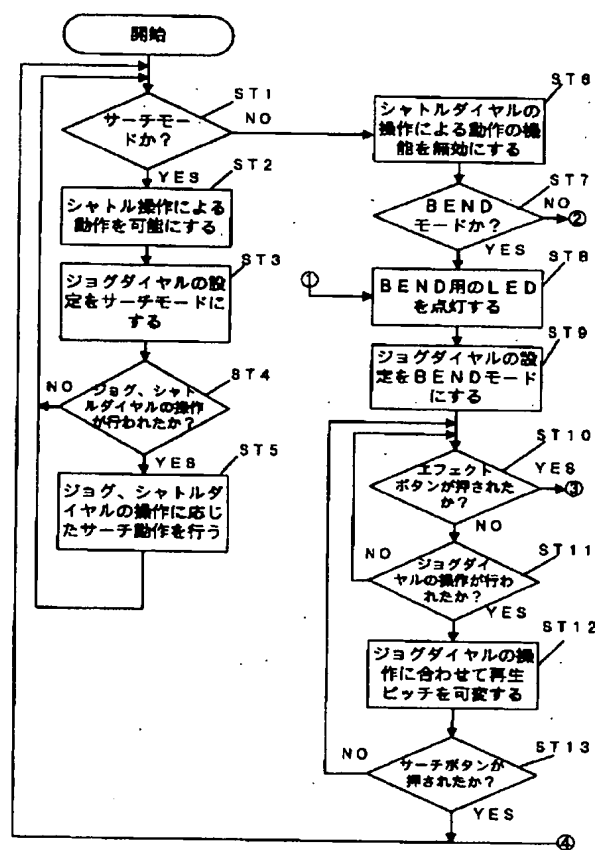 開始
ST1
サーチモー
ドか?
NO
YES
ST2
シャトル操作による
動作を可能にする
ST3
ジョグダイヤルの設
定をサーチモードに
する
ST4
NO
ジョグ、シャト
ルダイヤルの操作
が行われたか?
YES
ST5
ジョグ、シャトルダ
イヤルの操作に応じ
たサーチ動作を行う
ST6
シャトルダイヤルの
操作による動作の機
能を無効にする
ST7
BEND
モードか?
NO
②
YES
ST8
①
BEND用のLED
を点灯する
ST9
ジョグダイヤルの設
定をBENDモード
にする
ST10
エフェクト
ボタンが押された
か?
YES
③
NO
ST11
NO
ジョグダイ
ヤルの操作が行わ
れたか?
YES
ST12
ジョグダイヤルの操
作に合わせて再生
ピッチを可変する
ST13
NO
サーチボタンが
押されたか?
YES
④